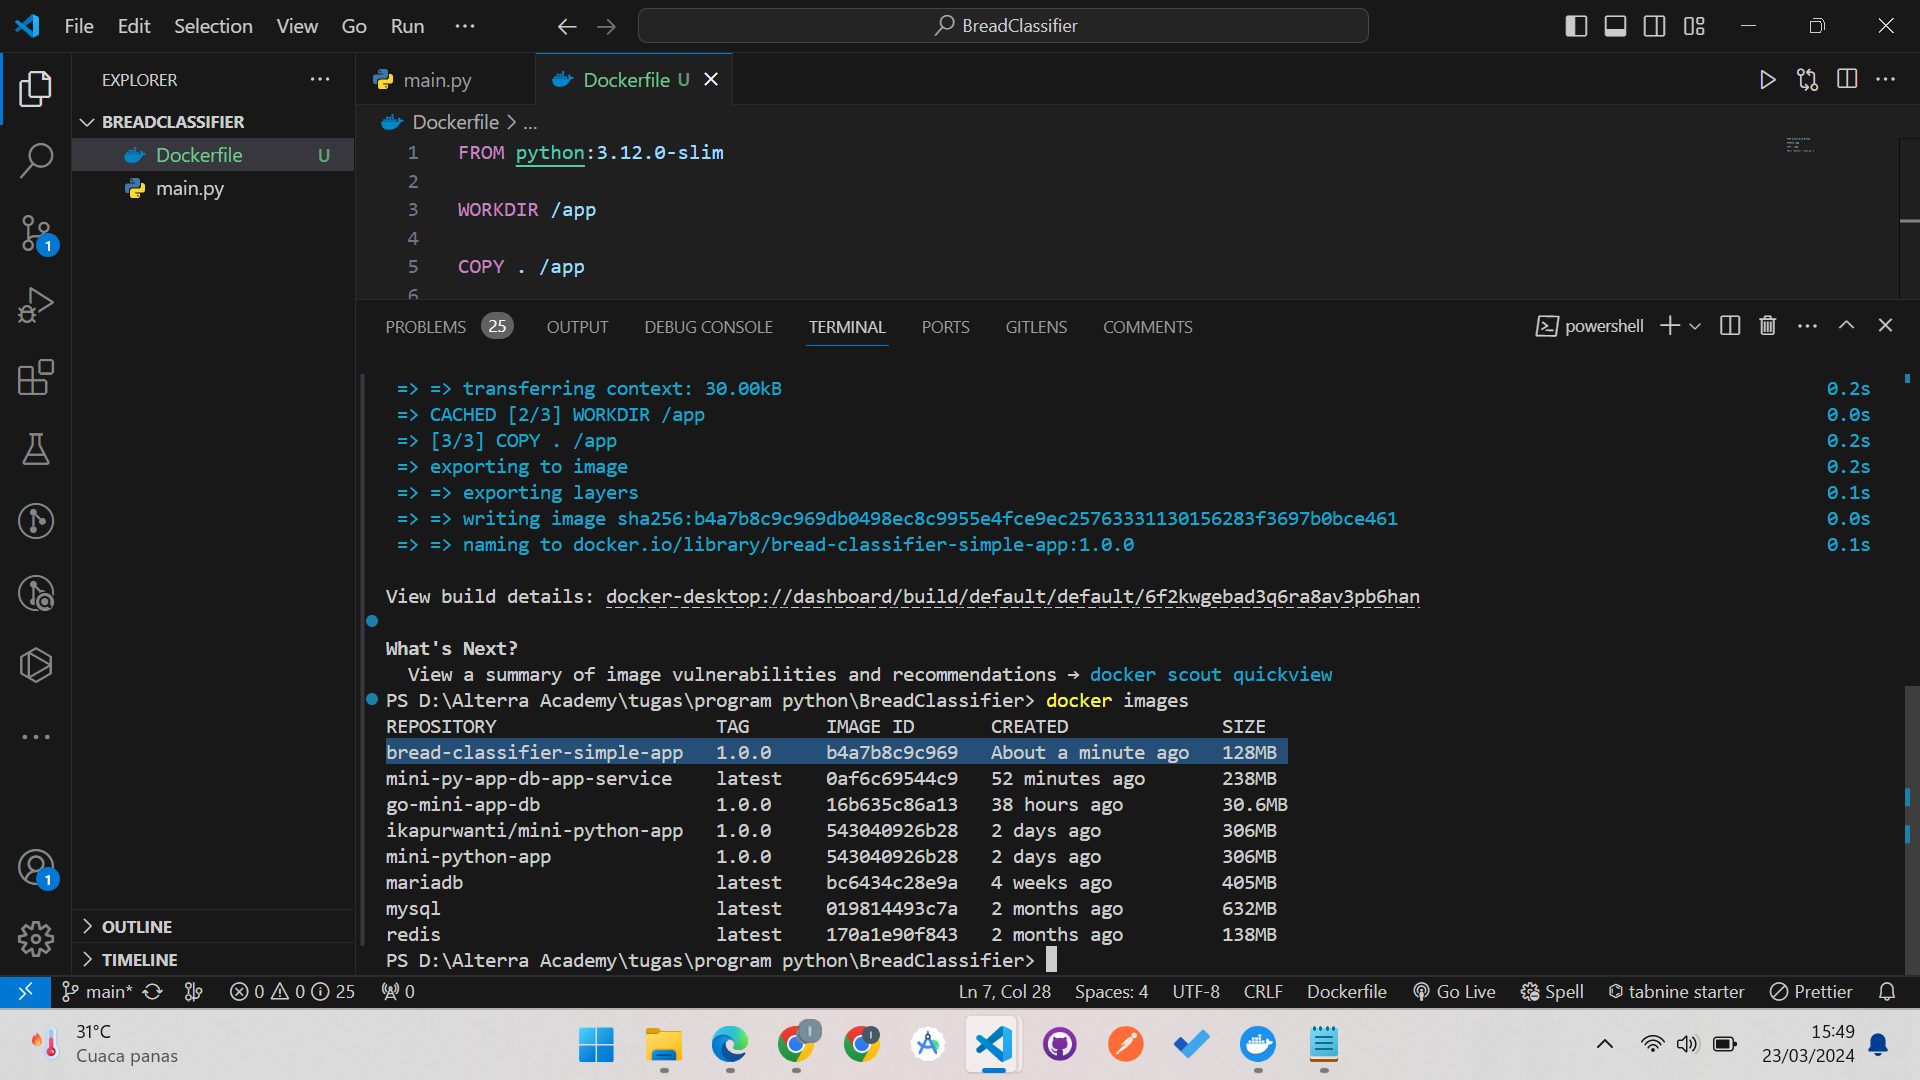 File Edit Selection View Go Run ···
BreadClassifier
EXPLORER ···
main.py
Dockerfile U
BREADCLASSIFIER
Dockerfile U
main.py
Dockerfile > ...
1 FROM python:3.12.0-slim
2
3 WORKDIR /app
4
5 COPY . /app
6
PROBLEMS 25 OUTPUT DEBUG CONSOLE TERMINAL PORTS GITLENS COMMENTS
powershell
=> => transferring context: 30.00kB 0.2s
=> CACHED [2/3] WORKDIR /app 0.0s
=> [3/3] COPY . /app 0.2s
=> exporting to image 0.2s
=> => exporting layers 0.1s
=> => writing image sha256:b4a7b8c9c969db0498ec8c9955e4fce9ec25763331130156283f3697b0bce461 0.0s
=> => naming to docker.io/library/bread-classifier-simple-app:1.0.0 0.1s
View build details: docker-desktop://dashboard/build/default/default/6f2kwgebad3q6ra8av3pb6han
What's Next?
View a summary of image vulnerabilities and recommendations → docker scout quickview
PS D:\Alterra Academy\tugas\program python\BreadClassifier> docker images
REPOSITORY TAG IMAGE ID CREATED SIZE
bread-classifier-simple-app 1.0.0 b4a7b8c9c969 About a minute ago 128MB
mini-py-app-db-app-service latest 0af6c69544c9 52 minutes ago 238MB
go-mini-app-db 1.0.0 16b635c86a13 38 hours ago 30.6MB
ikapurwanti/mini-python-app 1.0.0 543040926b28 2 days ago 306MB
mini-python-app 1.0.0 543040926b28 2 days ago 306MB
mariadb latest bc6434c28e9a 4 weeks ago 405MB
mysql latest 019814493c7a 2 months ago 632MB
redis latest 170a1e90f843 2 months ago 138MB
PS D:\Alterra Academy\tugas\program python\BreadClassifier>
1
1
OUTLINE
TIMELINE
main* 0 0 25 0
Ln 7, Col 28 Spaces: 4 UTF-8 CRLF Dockerfile Go Live Spell tabnine starter Prettier
31°C
Cuaca panas
15:49
23/03/2024